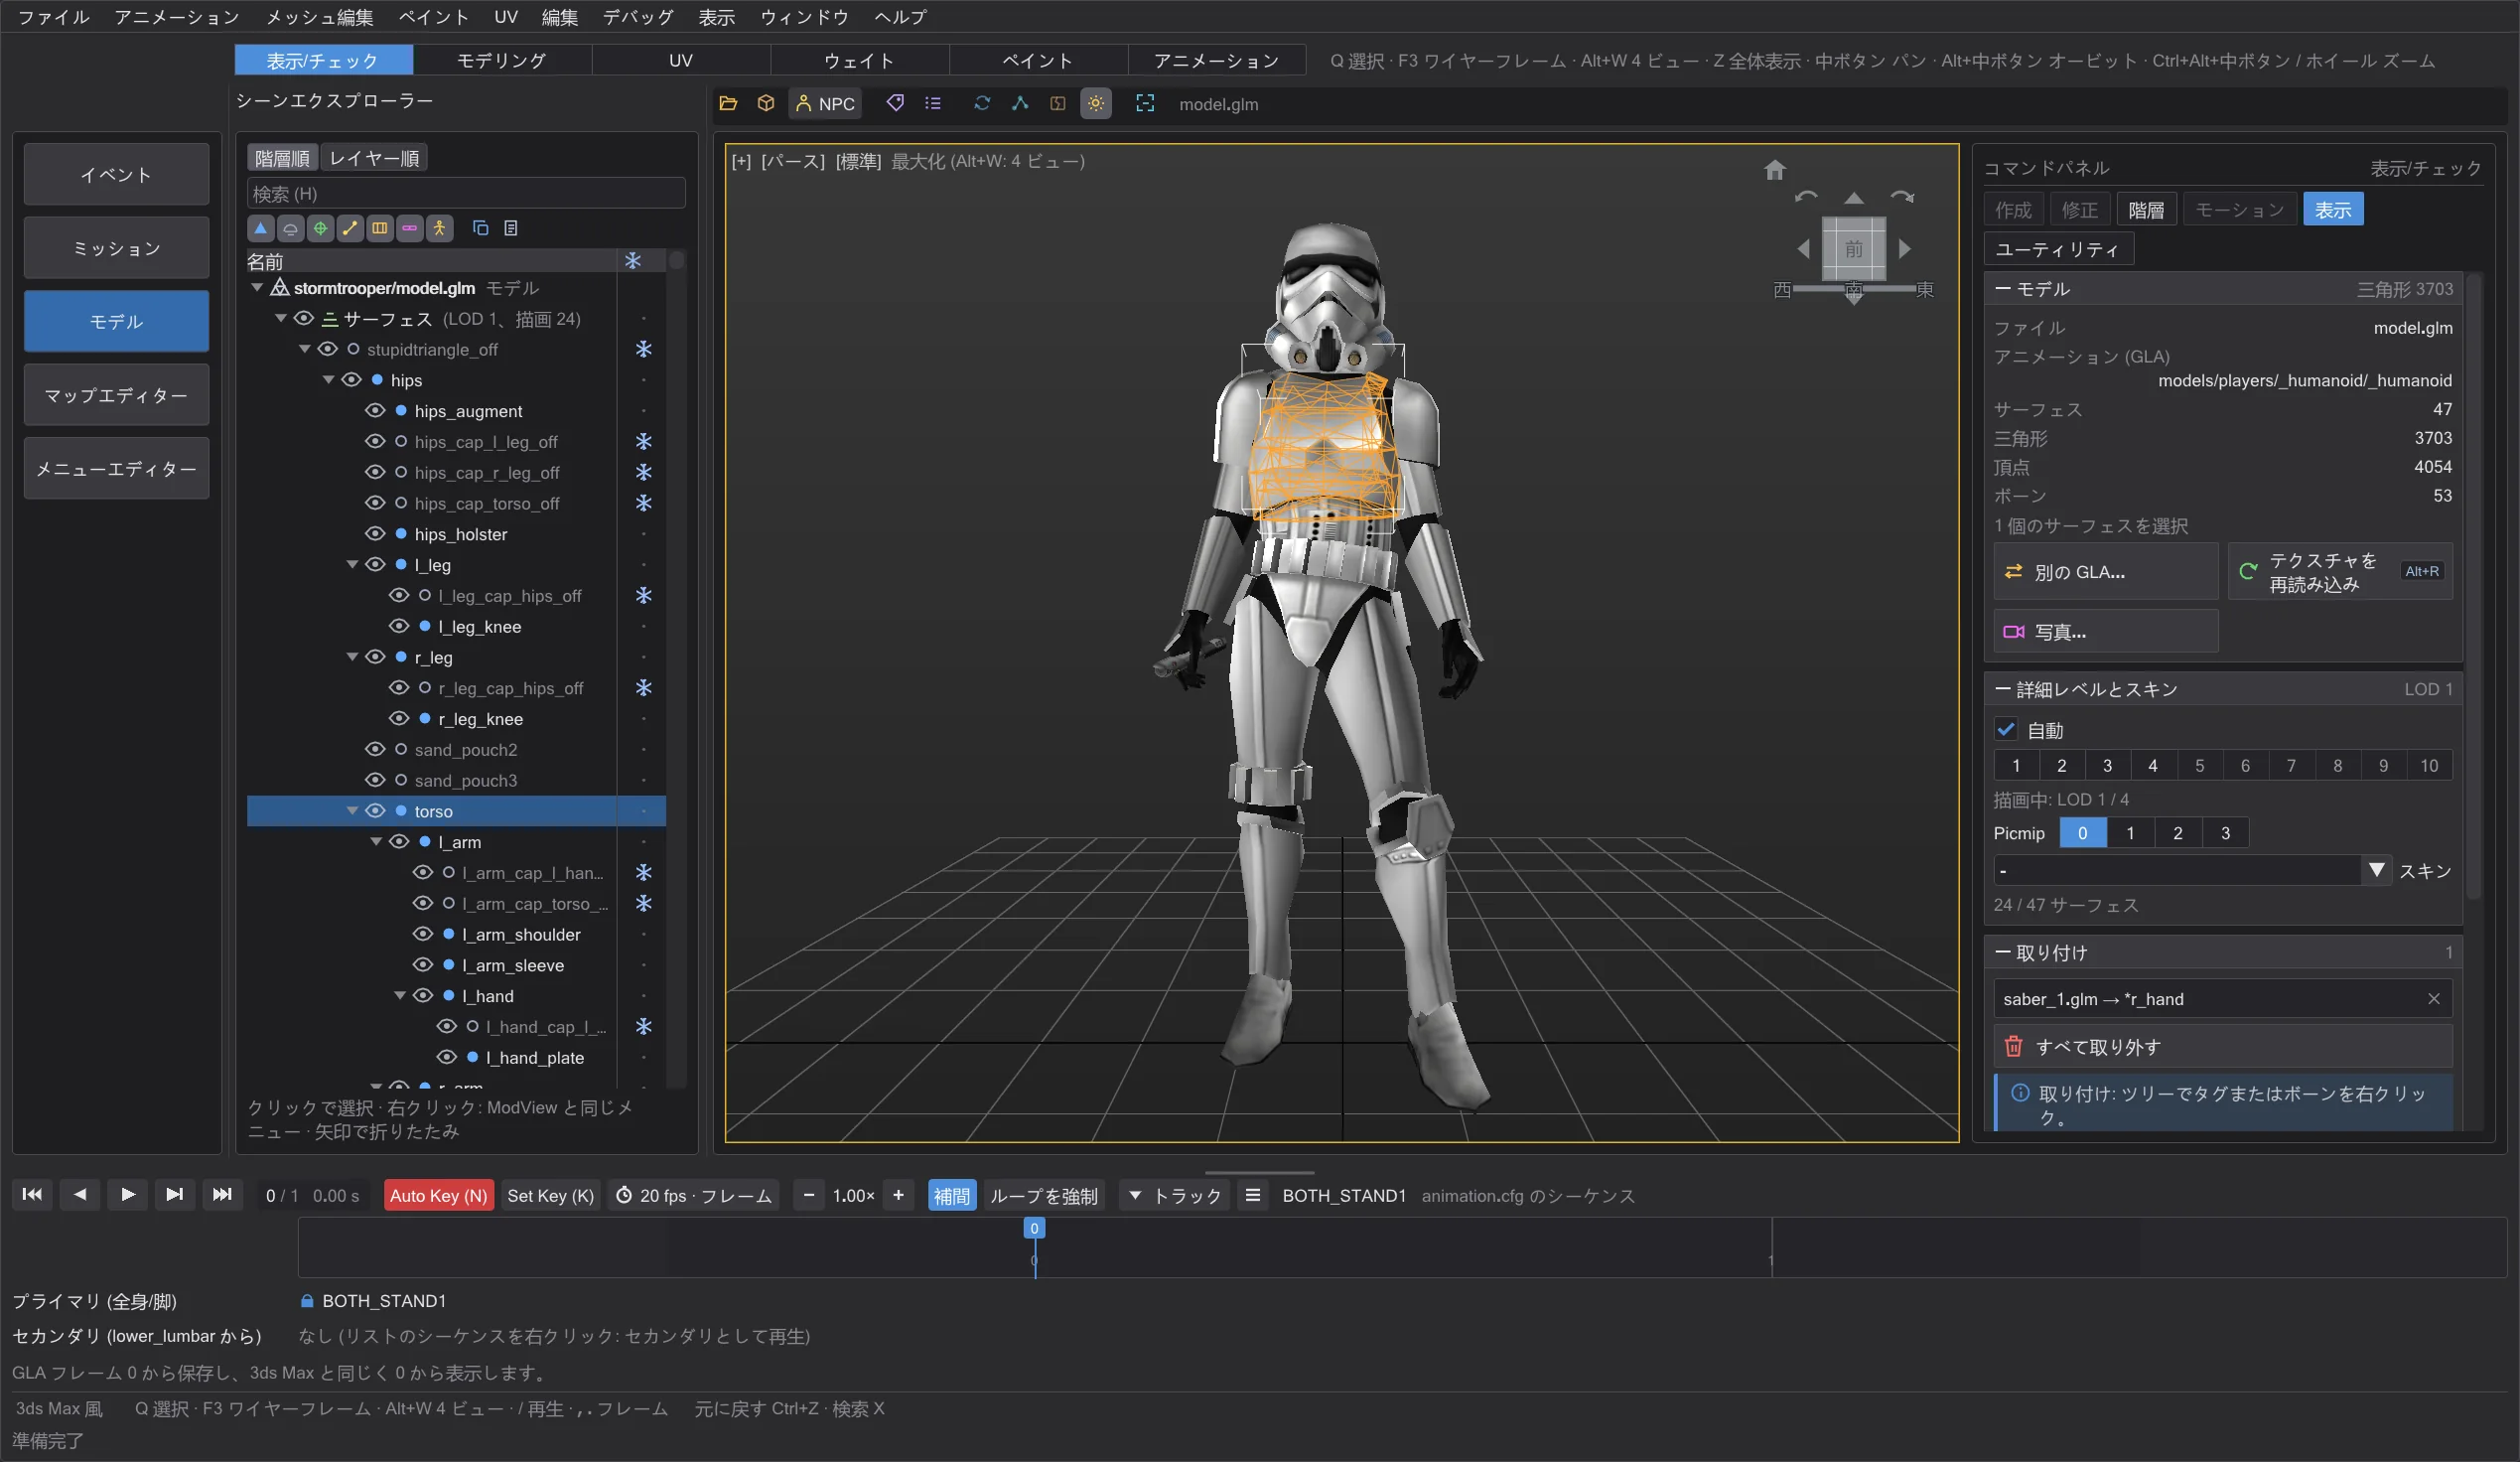 ファイル アニメーション メッシュ編集 ペイント UV 編集 デバッグ 表示 ウィンドウ ヘルプ
表示/チェック モデリング UV ウェイト ペイント アニメーション Q 選択 · F3 ワイヤーフレーム · Alt+W 4 ビュー · Z 全体表示 · 中ボタン パン · Alt+中ボタン オービット · Ctrl+Alt+中ボタン / ホイール ズーム
シーンエクスプローラー
NPC model.glm
イベント
ミッション
モデル
マップエディター
メニューエディター
階層順 レイヤー順
検索 (H)
名前
stormtrooper/model.glm モデル
サーフェス (LOD 1、描画 24)
stupidtriangle_off
hips
hips_augment
hips_cap_l_leg_off
hips_cap_r_leg_off
hips_cap_torso_off
hips_holster
l_leg
l_leg_cap_hips_off
l_leg_knee
r_leg
r_leg_cap_hips_off
r_leg_knee
sand_pouch2
sand_pouch3
torso
l_arm
l_arm_cap_l_han...
l_arm_cap_torso_...
l_arm_shoulder
l_arm_sleeve
l_hand
l_hand_cap_l_...
l_hand_plate
r_arm
クリックで選択 · 右クリック: ModView と同じメ
ニュー · 矢印で折りたたみ
[+] [パース] [標準] 最大化 (Alt+W: 4 ビュー)
前
西 南 東
コマンドパネル 表示/チェック
作成 修正 階層 モーション 表示
ユーティリティ
モデル 三角形 3703
ファイル model.glm
アニメーション (GLA)
models/players/_humanoid/_humanoid
サーフェス 47
三角形 3703
頂点 4054
ボーン 53
1 個のサーフェスを選択
別の GLA...
テクスチャを
再読み込み Alt+R
写真...
詳細レベルとスキン LOD 1
自動
1 2 3 4 5 6 7 8 9 10
描画中: LOD 1 / 4
Picmip 0 1 2 3
- スキン
24 / 47 サーフェス
取り付け 1
saber_1.glm → *r_hand
すべて取り外す
取り付け: ツリーでタグまたはボーンを右クリッ
ク。
0 / 1 0.00 s Auto Key (N) Set Key (K) 20 fps · フレーム − 1.00× + 補間 ループを強制 トラック BOTH_STAND1 animation.cfg のシーケンス
0
0 1
プライマリ (全身/脚) BOTH_STAND1
セカンダリ (lower_lumbar から) なし (リストのシーケンスを右クリック: セカンダリとして再生)
GLA フレーム 0 から保存し、3ds Max と同じく 0 から表示します。
3ds Max 風 Q 選択 · F3 ワイヤーフレーム · Alt+W 4 ビュー · / 再生 · , . フレーム 元に戻す Ctrl+Z · 検索 X
準備完了